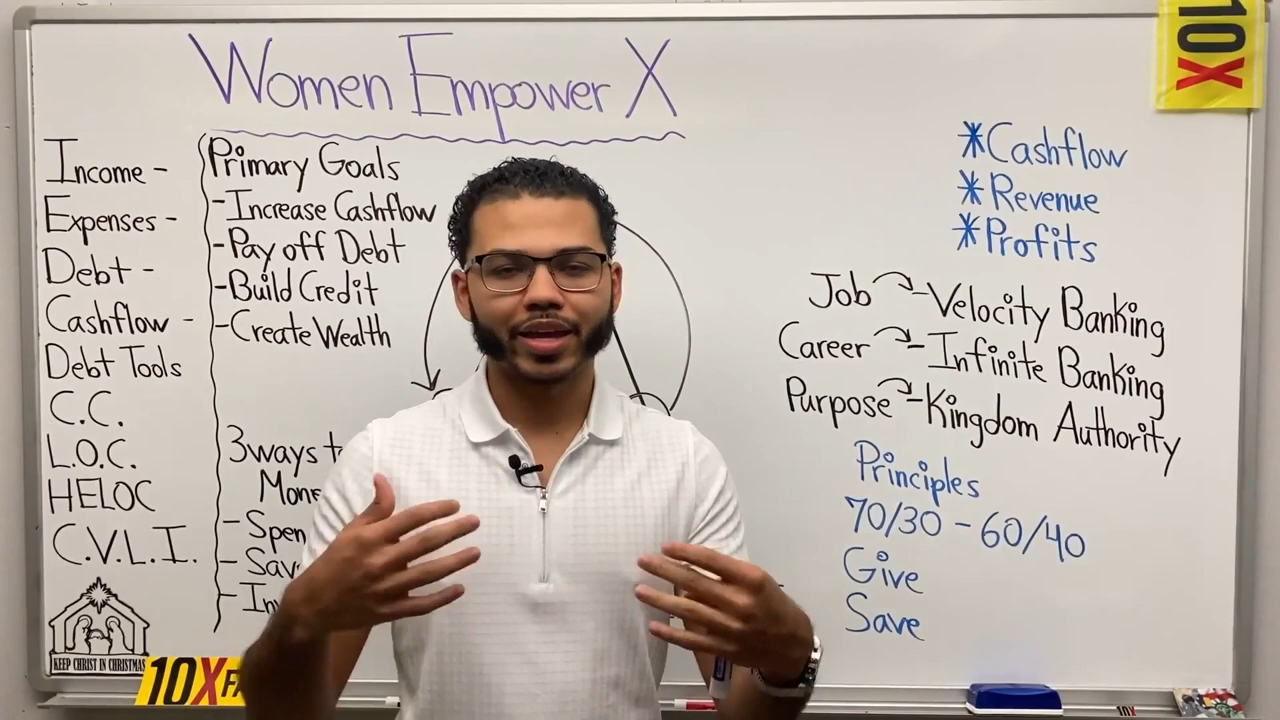 Women Empower X
10X
Income -
Expenses -
Debt -
Cashflow -
Debt Tools
C.C.
L.O.C.
HELOC
C.V.L.I.
KEEP CHRIST IN CHRISTMAS
10X
Primary Goals
-Increase Cashflow
-Pay off Debt
-Build Credit
-Create Wealth
3 ways
-
-
-
*Cashflow
*Revenue
*Profits
Job -Velocity Banking
Career -Infinite Banking
Purpose -Kingdom Authority
Principles
70/30 - 60/40
Give
Save
10X